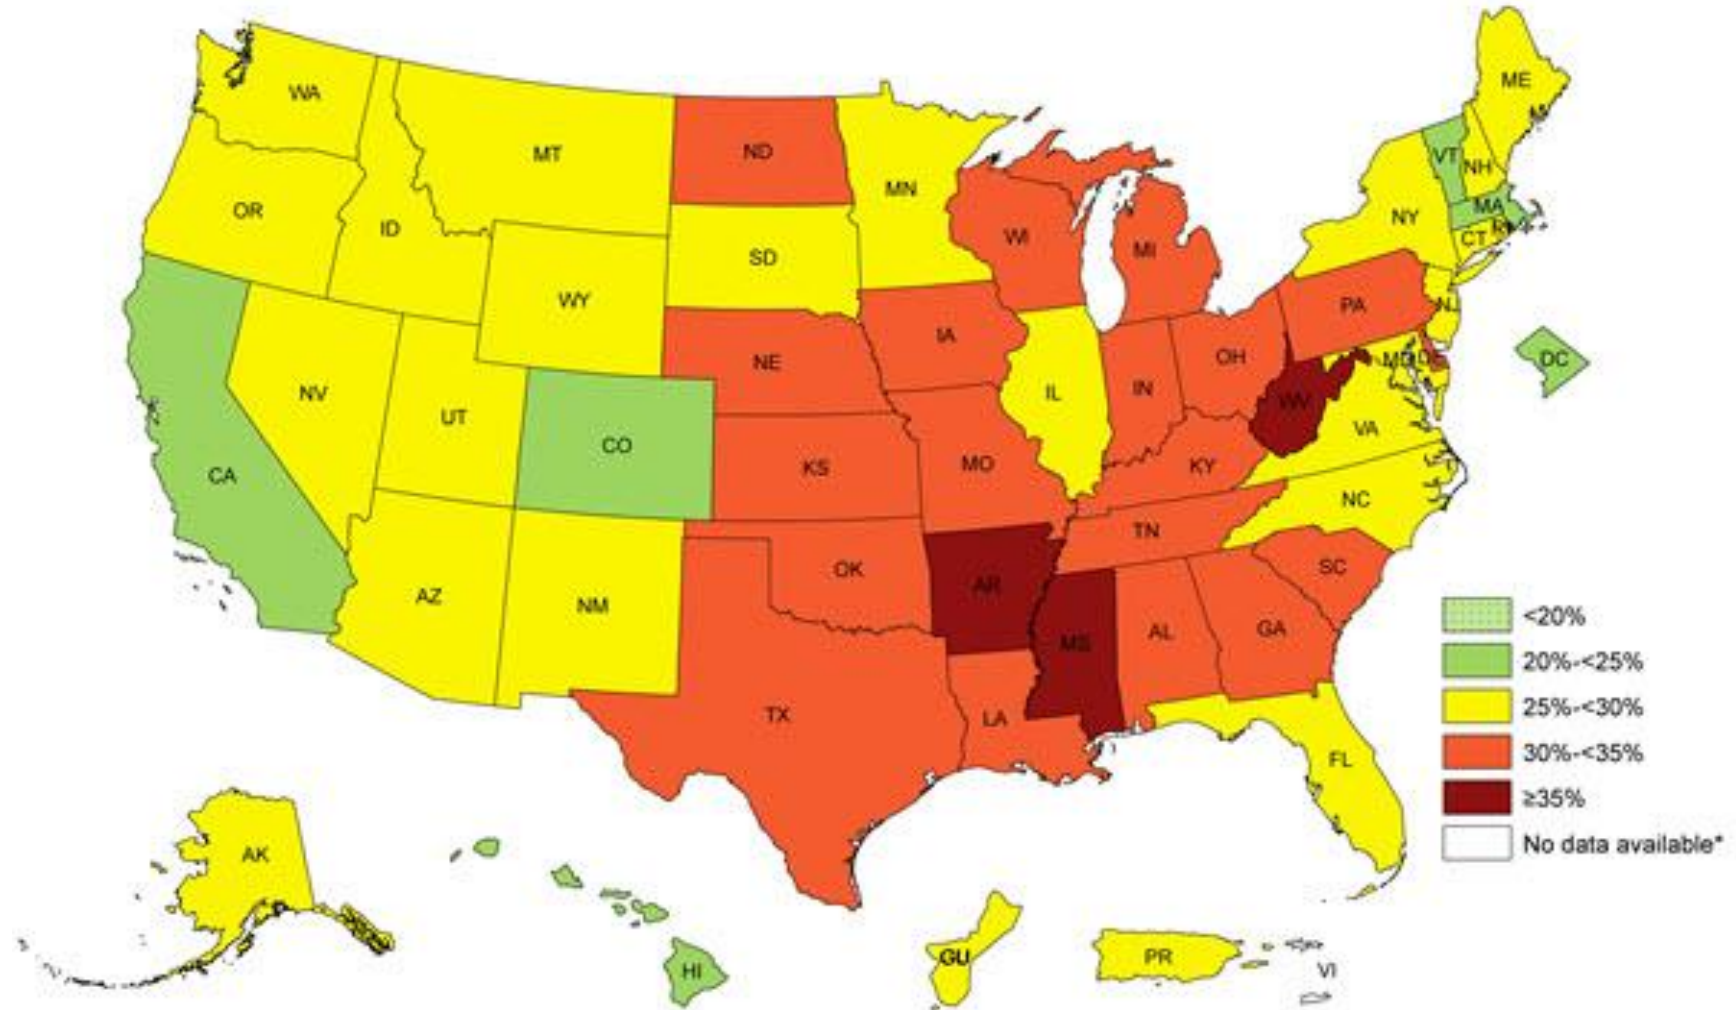 WA
MT
ND
MN
ME
VT
NH
OR
ID
SD
WI
MI
NY
MA
CT
RI
WY
IA
NE
PA
NJ
NV
UT
CO
IL
IN
OH
WV
MD
DE
DC
VA
CA
KS
MO
KY
NC
AZ
NM
OK
AR
TN
SC
TX
LA
MS
AL
GA
FL
<20%
20%-<25%
25%-<30%
30%-<35%
≥35%
No data available*
AK
HI
GU
PR
VI